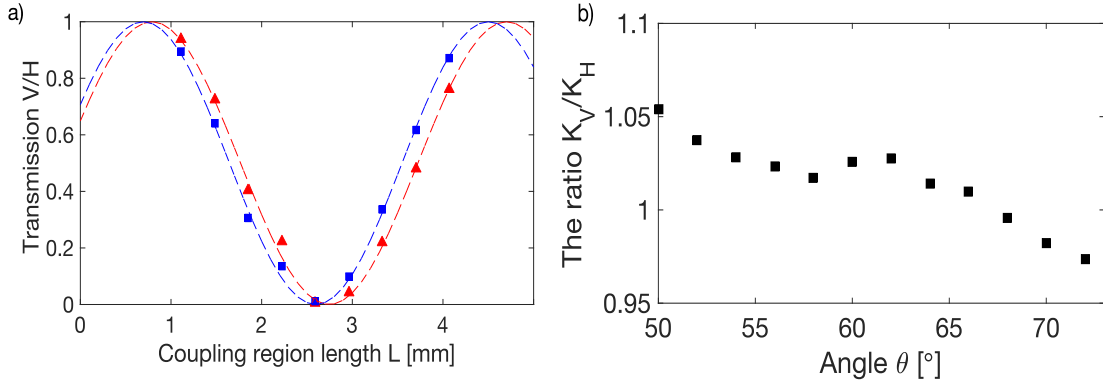 a)
Transmission V/H
1
0.8
0.6
0.4
0.2
0
0 1 2 3 4
Coupling region length L [mm]
b)
The ratio K_V/K_H
1.1
1.05
1
0.95
50 55 60 65 70
Angle θ [°]